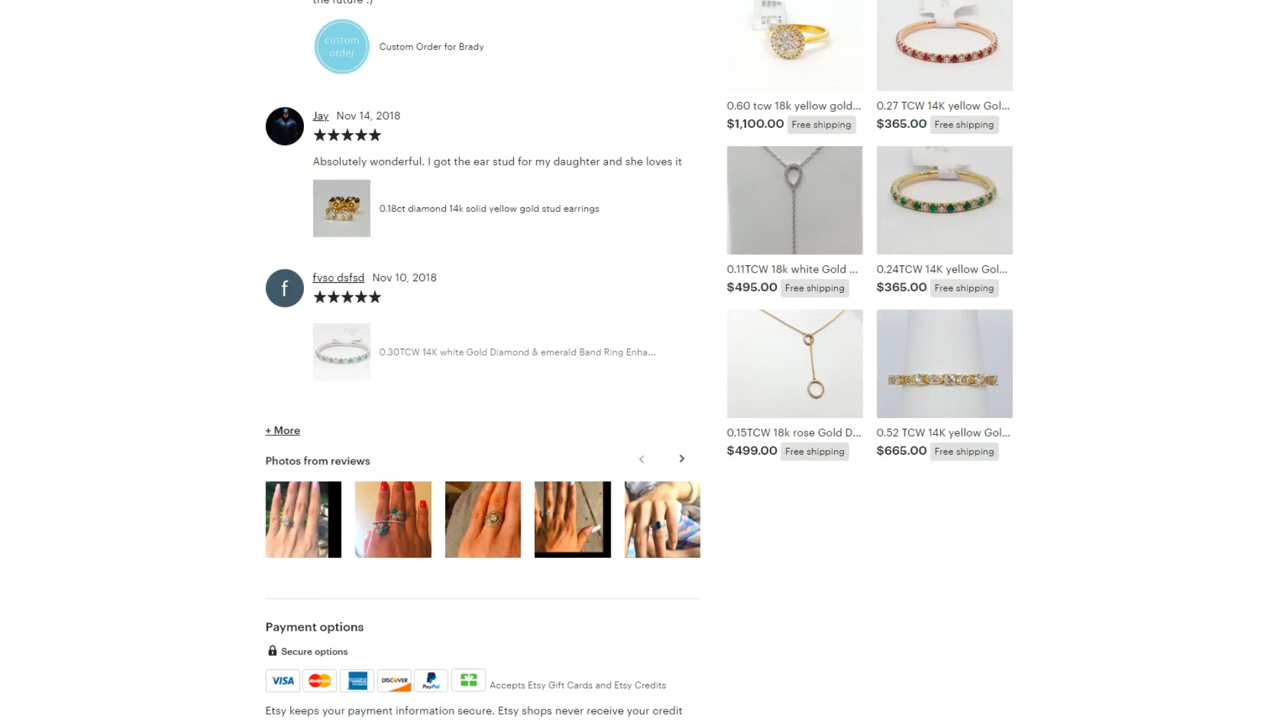 the future :)
custom
order
Custom Order for Brady
Jay Nov 14, 2018
★★★★★
Absolutely wonderful. I got the ear stud for my daughter and she loves it
0.18ct diamond 14k solid yellow gold stud earrings
f
fvsc dsfsd Nov 10, 2018
★★★★★
0.30TCW 14K white Gold Diamond & emerald Band Ring Enha...
+ More
Photos from reviews
Payment options
Secure options
VISA
MasterCard
DISCOVER
PayPal
Accepts Etsy Gift Cards and Etsy Credits
Etsy keeps your payment information secure. Etsy shops never receive your credit
0.60 tcw 18k yellow gold...
$1,100.00 Free shipping
0.27 TCW 14K yellow Gol...
$365.00 Free shipping
0.11TCW 18k white Gold ...
$495.00 Free shipping
0.24TCW 14K yellow Gol...
$365.00 Free shipping
0.15TCW 18k rose Gold D...
$499.00 Free shipping
0.52 TCW 14K yellow Gol...
$665.00 Free shipping